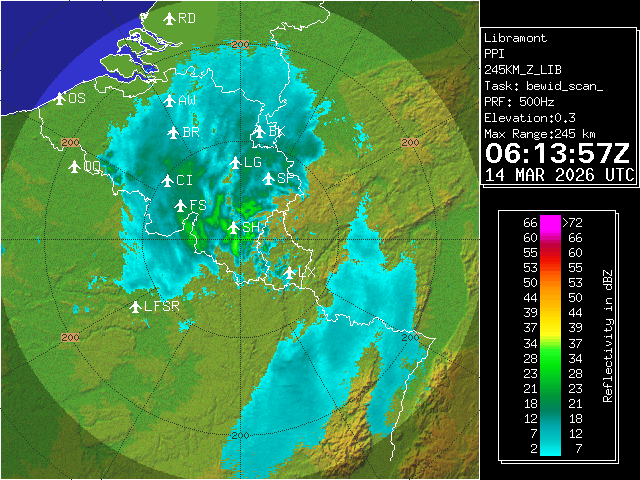 RD
200
OS
AW
BR
BK
200
200
QQ
LG
CI
SP
FS
SH
LX
LFSR
200
200
200
Libramont
PPI
245KM_Z_LIB
Task: bewid_scan_
PRF: 500Hz
Elevation:0.3
Max Range:245 km
06:13:57Z
14 MAR 2026 UTC
66 >72
60 66
55 60
53 55
50 53
44 50
39 44
37 39
34 37
28 34
23 28
21 23
18 21
12 18
7 12
2 7
Reflectivity in dBZ